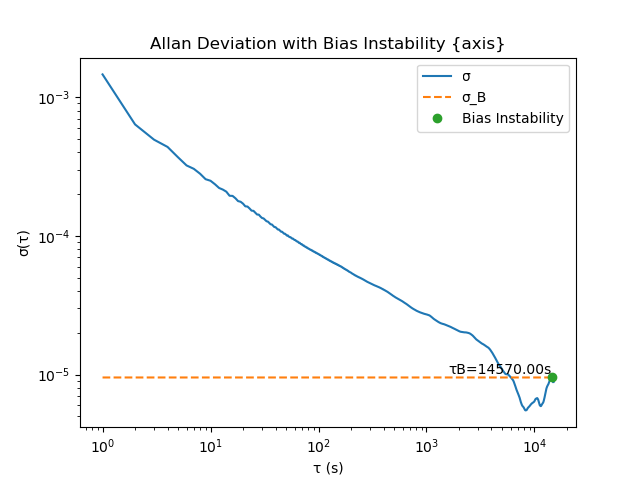 Allan Deviation with Bias Instability {axis}
σ
σ_B
Bias Instability
10⁻³
10⁻⁴
10⁻⁵
σ(τ)
τB=14570.00s
10⁰ 10¹ 10² 10³ 10⁴
τ (s)